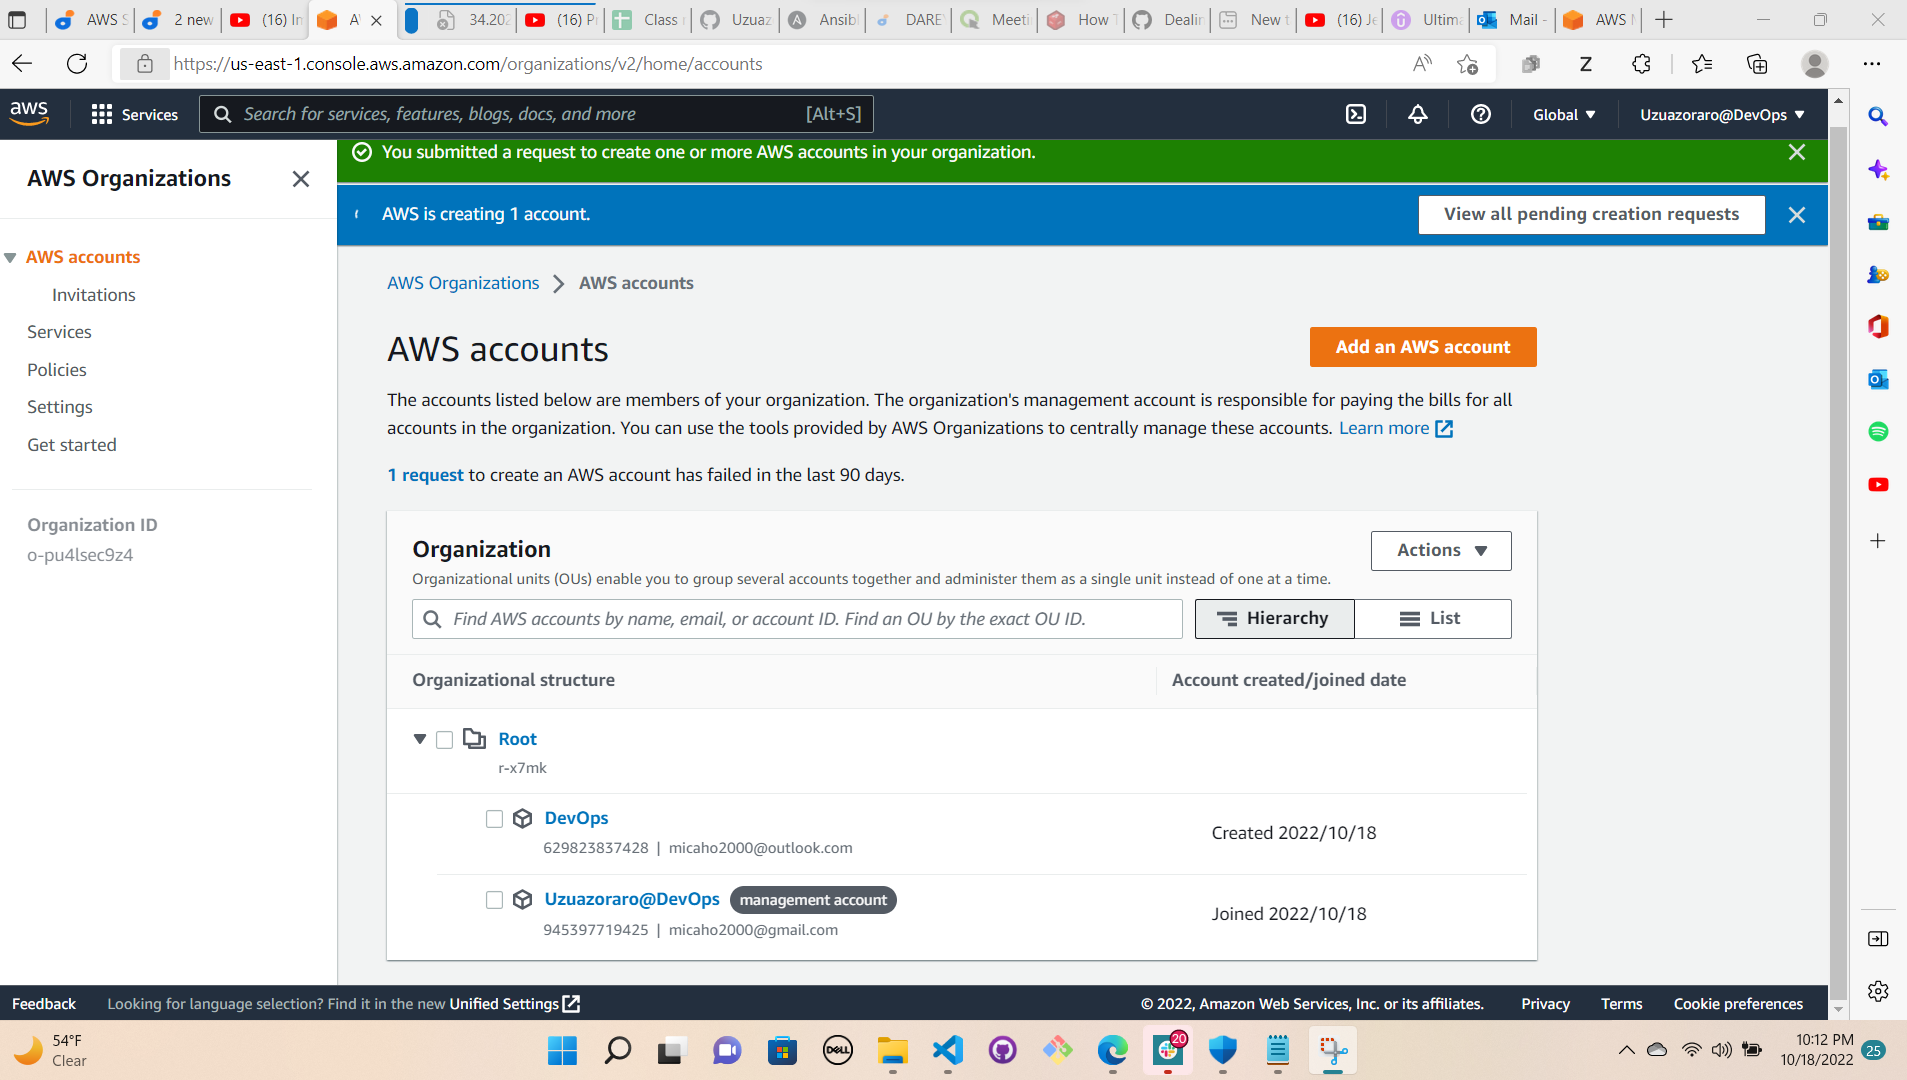 AWS S
2 new
(16) In
A
34.202
(16) P
Class
Uzuaz
Ansib
DARE
Meeti
How T
Dealin
New t
(16) Je
Ultima
Mail -
AWS
https://us-east-1.console.aws.amazon.com/organizations/v2/home/accounts
aws
Services
Search for services, features, blogs, docs, and more
[Alt+S]
Global
Uzuazoraro@DevOps
AWS Organizations
AWS accounts
Invitations
Services
Policies
Settings
Get started
Organization ID
o-pu4lsec9z4
You submitted a request to create one or more AWS accounts in your organization.
AWS is creating 1 account.
View all pending creation requests
AWS Organizations
AWS accounts
AWS accounts
Add an AWS account
The accounts listed below are members of your organization. The organization's management account is responsible for paying the bills for all
accounts in the organization. You can use the tools provided by AWS Organizations to centrally manage these accounts. Learn more
1 request to create an AWS account has failed in the last 90 days.
Organization
Actions
Organizational units (OUs) enable you to group several accounts together and administer them as a single unit instead of one at a time.
Find AWS accounts by name, email, or account ID. Find an OU by the exact OU ID.
Hierarchy
List
Organizational structure
Account created/joined date
Root
r-x7mk
DevOps
629823837428 | micaho2000@outlook.com
Created 2022/10/18
Uzuazoraro@DevOps
management account
945397719425 | micaho2000@gmail.com
Joined 2022/10/18
Feedback
Looking for language selection? Find it in the new Unified Settings
© 2022, Amazon Web Services, Inc. or its affiliates.
Privacy
Terms
Cookie preferences
54°F
Clear
DELL
20
10:12 PM
10/18/2022
25